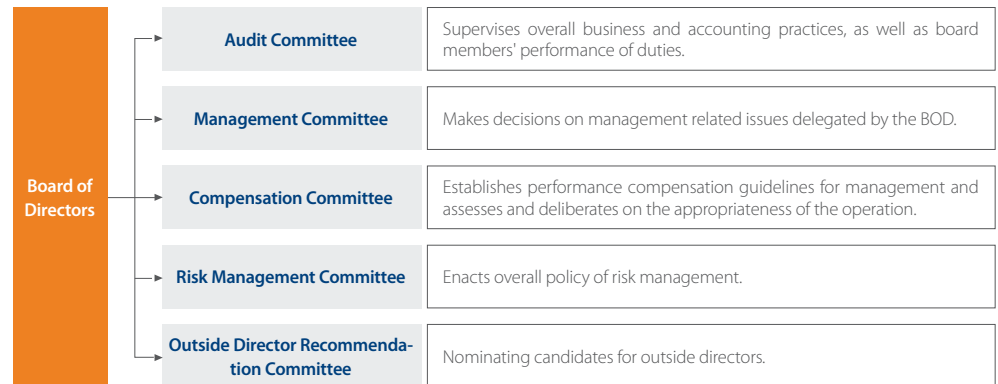 Board of
Directors
Audit Committee
Supervises overall business and accounting practices, as well as board
members' performance of duties.
Management Committee
Makes decisions on management related issues delegated by the BOD.
Compensation Committee
Establishes performance compensation guidelines for management and
assesses and deliberates on the appropriateness of the operation.
Risk Management Committee
Enacts overall policy of risk management.
Outside Director Recommenda-
tion Committee
Nominating candidates for outside directors.